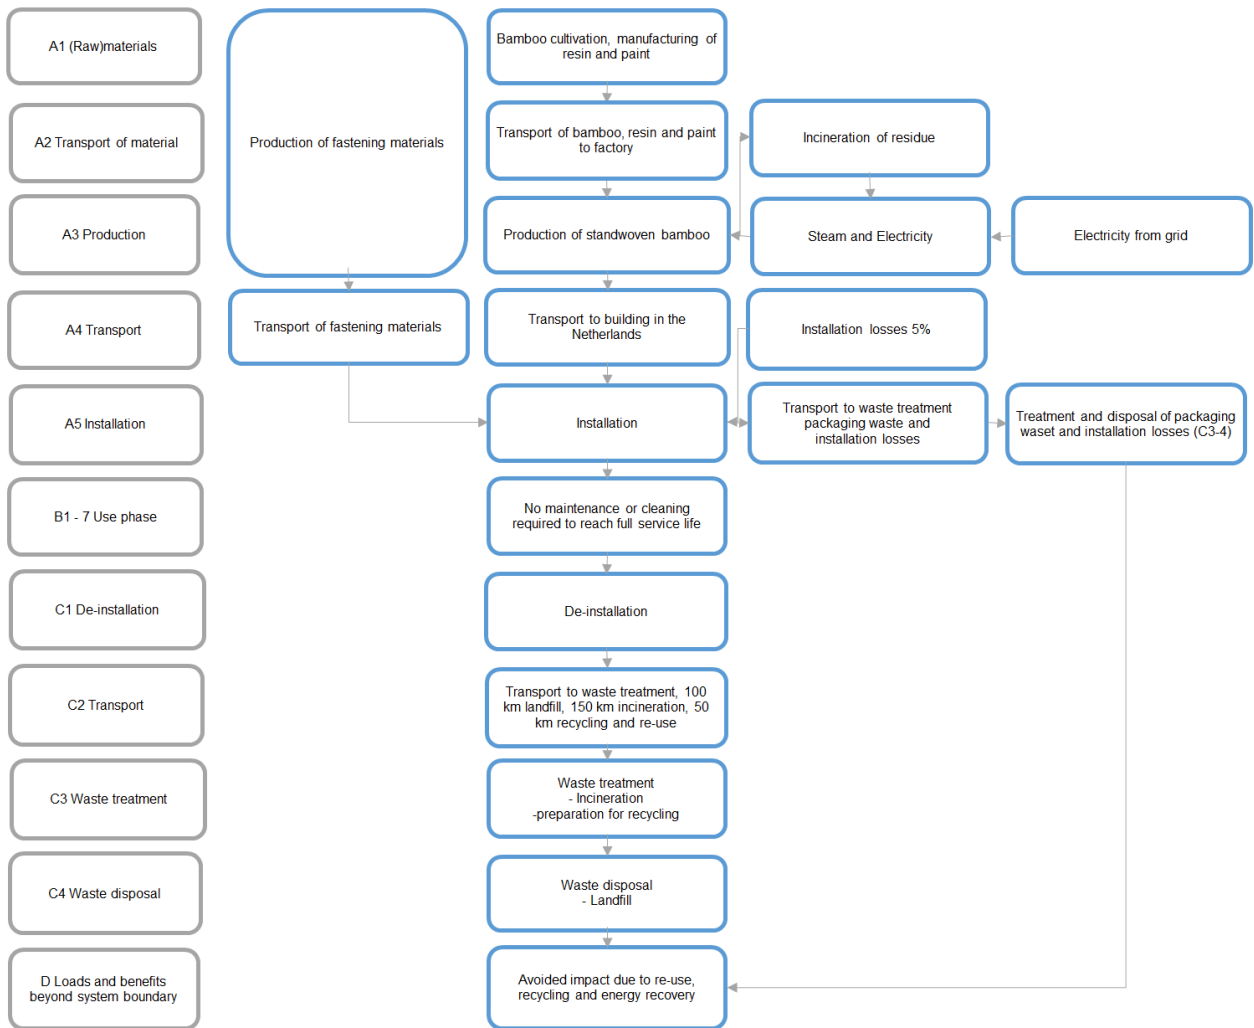 A1 (Raw)materials
Bamboo cultivation, manufacturing of
resin and paint
A2 Transport of material
Production of fastening materials
Transport of bamboo, resin and paint
to factory
Incineration of residue
A3 Production
Production of standwoven bamboo
Steam and Electricity
Electricity from grid
A4 Transport
Transport of fastening materials
Transport to building in the
Netherlands
Installation losses 5%
A5 Installation
Installation
Transport to waste treatment
packaging waste and
installation losses
Treatment and disposal of packaging
waset and installation losses (C3-4)
B1 - 7 Use phase
No maintenance or cleaning
required to reach full service life
C1 De-installation
De-installation
C2 Transport
Transport to waste treatment, 100
km landfill, 150 km incineration, 50
km recycling and re-use
C3 Waste treatment
Waste treatment
- Incineration
-preparation for recycling
C4 Waste disposal
Waste disposal
- Landfill
D Loads and benefits
beyond system boundary
Avoided impact due to re-use,
recycling and energy recovery